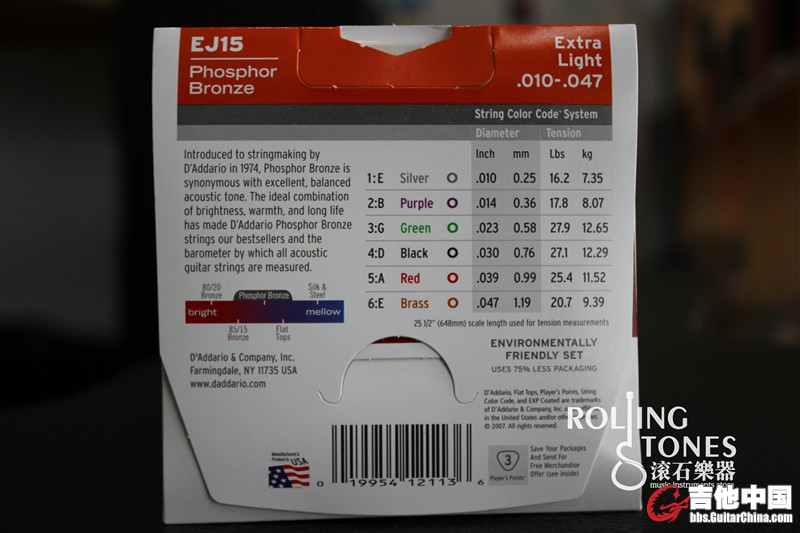 EJ15
Phosphor
Bronze
Extra
Light
.010-.047
String Color Code™ System
Diameter Tension
Inch mm Lbs kg
1:E Silver .010 0.25 16.2 7.35
2:B Purple .014 0.36 17.8 8.07
3:G Green .023 0.58 27.9 12.65
4:D Black .030 0.76 27.1 12.29
5:A Red .039 0.99 25.4 11.52
6:E Brass .047 1.19 20.7 9.39
25 1/2" (648mm) scale length used for tension measurements
Introduced to stringmaking by
D'Addario in 1974, Phosphor Bronze is
synonymous with excellent, balanced
acoustic tone. The ideal combination
of brightness, warmth, and long life
has made D'Addario Phosphor Bronze
strings our bestsellers and the
barometer by which all acoustic
guitar strings are measured.
80/20
Bronze
Phosphor Bronze
Silk &
Steel
bright
mellow
85/15
Bronze
Flat
Tops
D'Addario & Company, Inc.
Farmingdale, NY 11735 USA
www.daddario.com
ENVIRONMENTALLY
FRIENDLY SET
USES 75% LESS PACKAGING
D'Addario, Flat Tops, Player's Points, String
Color Code, and EXP Coated are trademarks
of D'Addario & Company, Inc.
in the United States and/or other
© 2007. All rights reserved.
Manufactured &
Printed in USA
0 19954 12113 6
3
Player's Points
Save Your Packages
And Send For
Free Merchandise
Offer (see inside)
ROLLING
STONES
滾石樂器
music instruments store
吉他中国
bbs.GuitarChina.com